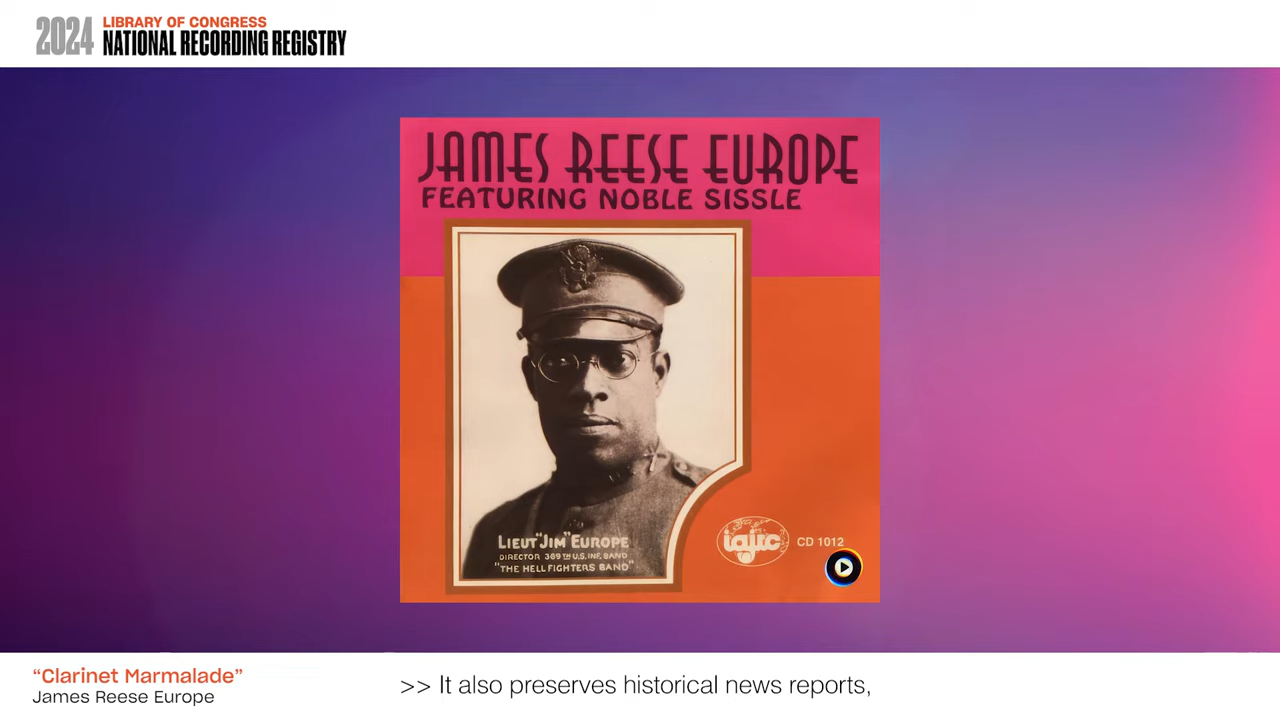 2024 LIBRARY OF CONGRESS
NATIONAL RECORDING REGISTRY
JAMES REESE EUROPE
FEATURING NOBLE SISSLE
LIEUT "JIM" EUROPE
DIRECTOR 369TH U.S. INF. BAND
"THE HELL FIGHTERS BAND"
iajrc
CD 1012
“Clarinet Marmalade”
James Reese Europe
>> It also preserves historical news reports,